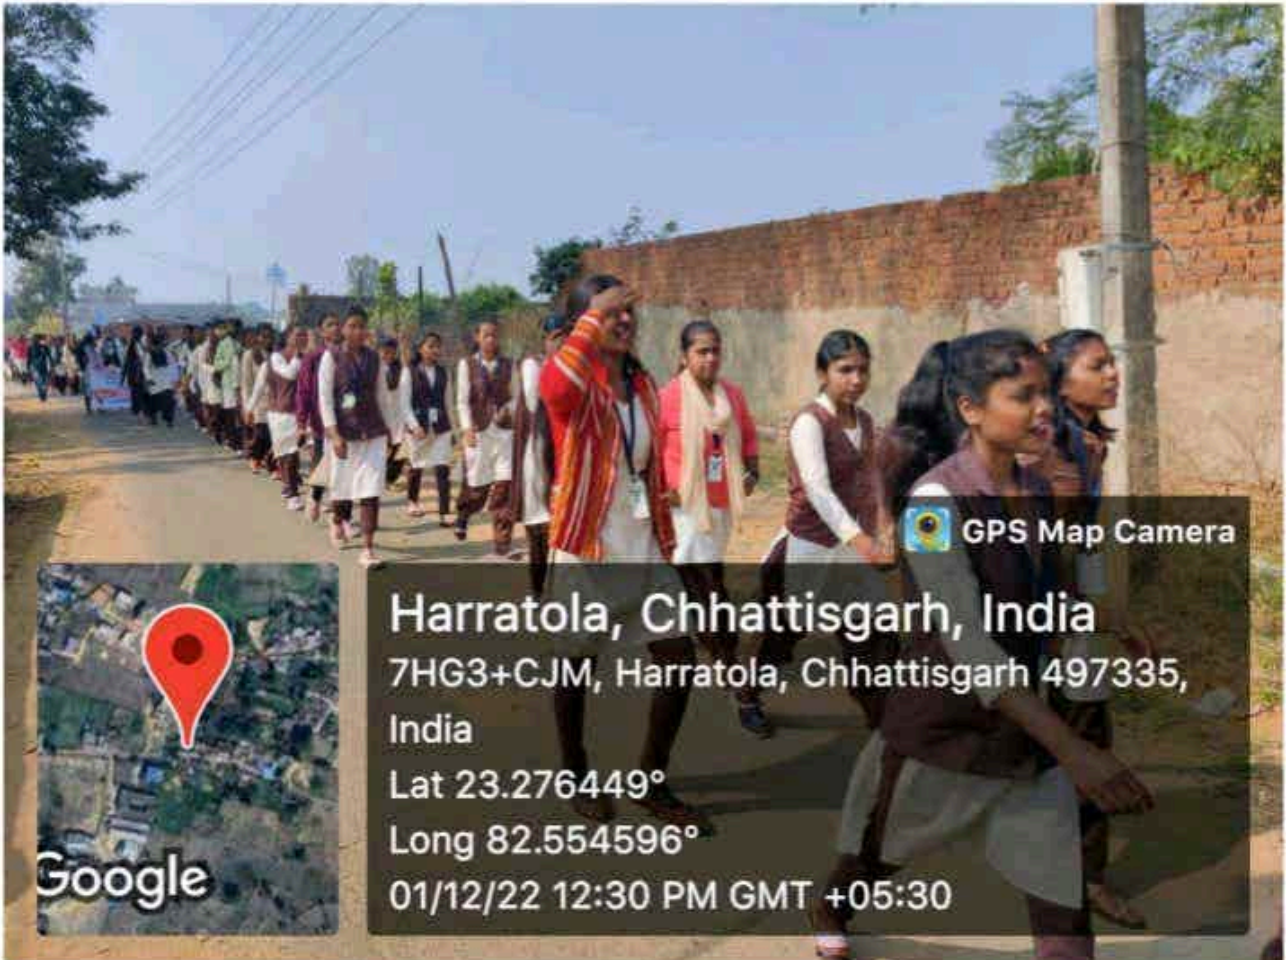 GPS Map Camera
Harratola, Chhattisgarh, India
7HG3+CJM, Harratola, Chhattisgarh 497335,
India
Lat 23.276449°
Long 82.554596°
01/12/22 12:30 PM GMT +05:30
Google